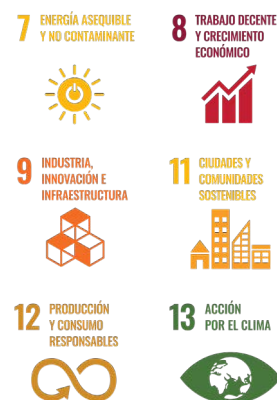 7 ENERGÍA ASEQUIBLE
Y NO CONTAMINANTE
8 TRABAJO DECENTE
Y CRECIMIENTO
ECONÓMICO
9 INDUSTRIA,
INNOVACIÓN E
INFRAESTRUCTURA
11 CIUDADES Y
COMUNIDADES
SOSTENIBLES
12 PRODUCCIÓN
Y CONSUMO
RESPONSABLES
13 ACCIÓN
POR EL CLIMA